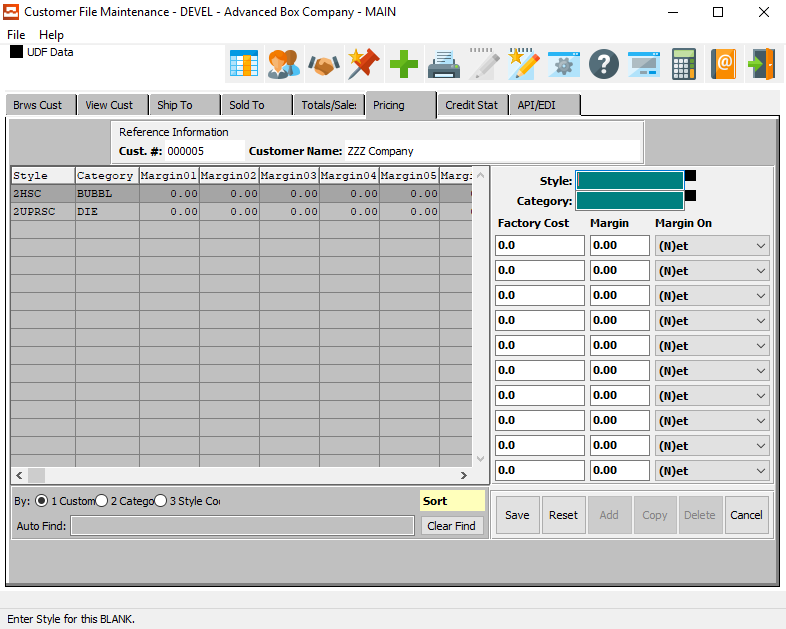 Customer File Maintenance - DEVEL - Advanced Box Company - MAIN
File Help
UDF Data
Brws Cust View Cust Ship To Sold To Totals/Sales Pricing Credit Stat API/EDI
Reference Information
Cust. #: 000005 Customer Name: ZZZ Company
Style Category Margin01 Margin02 Margin03 Margin04 Margin05 Margi
2HSC BUBBL 0.00 0.00 0.00 0.00 0.00 0.
2UPRSC DIE 0.00 0.00 0.00 0.00 0.00 0.
Style:
Category:
Factory Cost Margin Margin On
0.0 0.00 (N)et
0.0 0.00 (N)et
0.0 0.00 (N)et
0.0 0.00 (N)et
0.0 0.00 (N)et
0.0 0.00 (N)et
0.0 0.00 (N)et
0.0 0.00 (N)et
0.0 0.00 (N)et
0.0 0.00 (N)et
By: 1 Custom 2 Catego 3 Style Co
Sort
Auto Find: Clear Find
Save Reset Add Copy Delete Cancel
Enter Style for this BLANK.